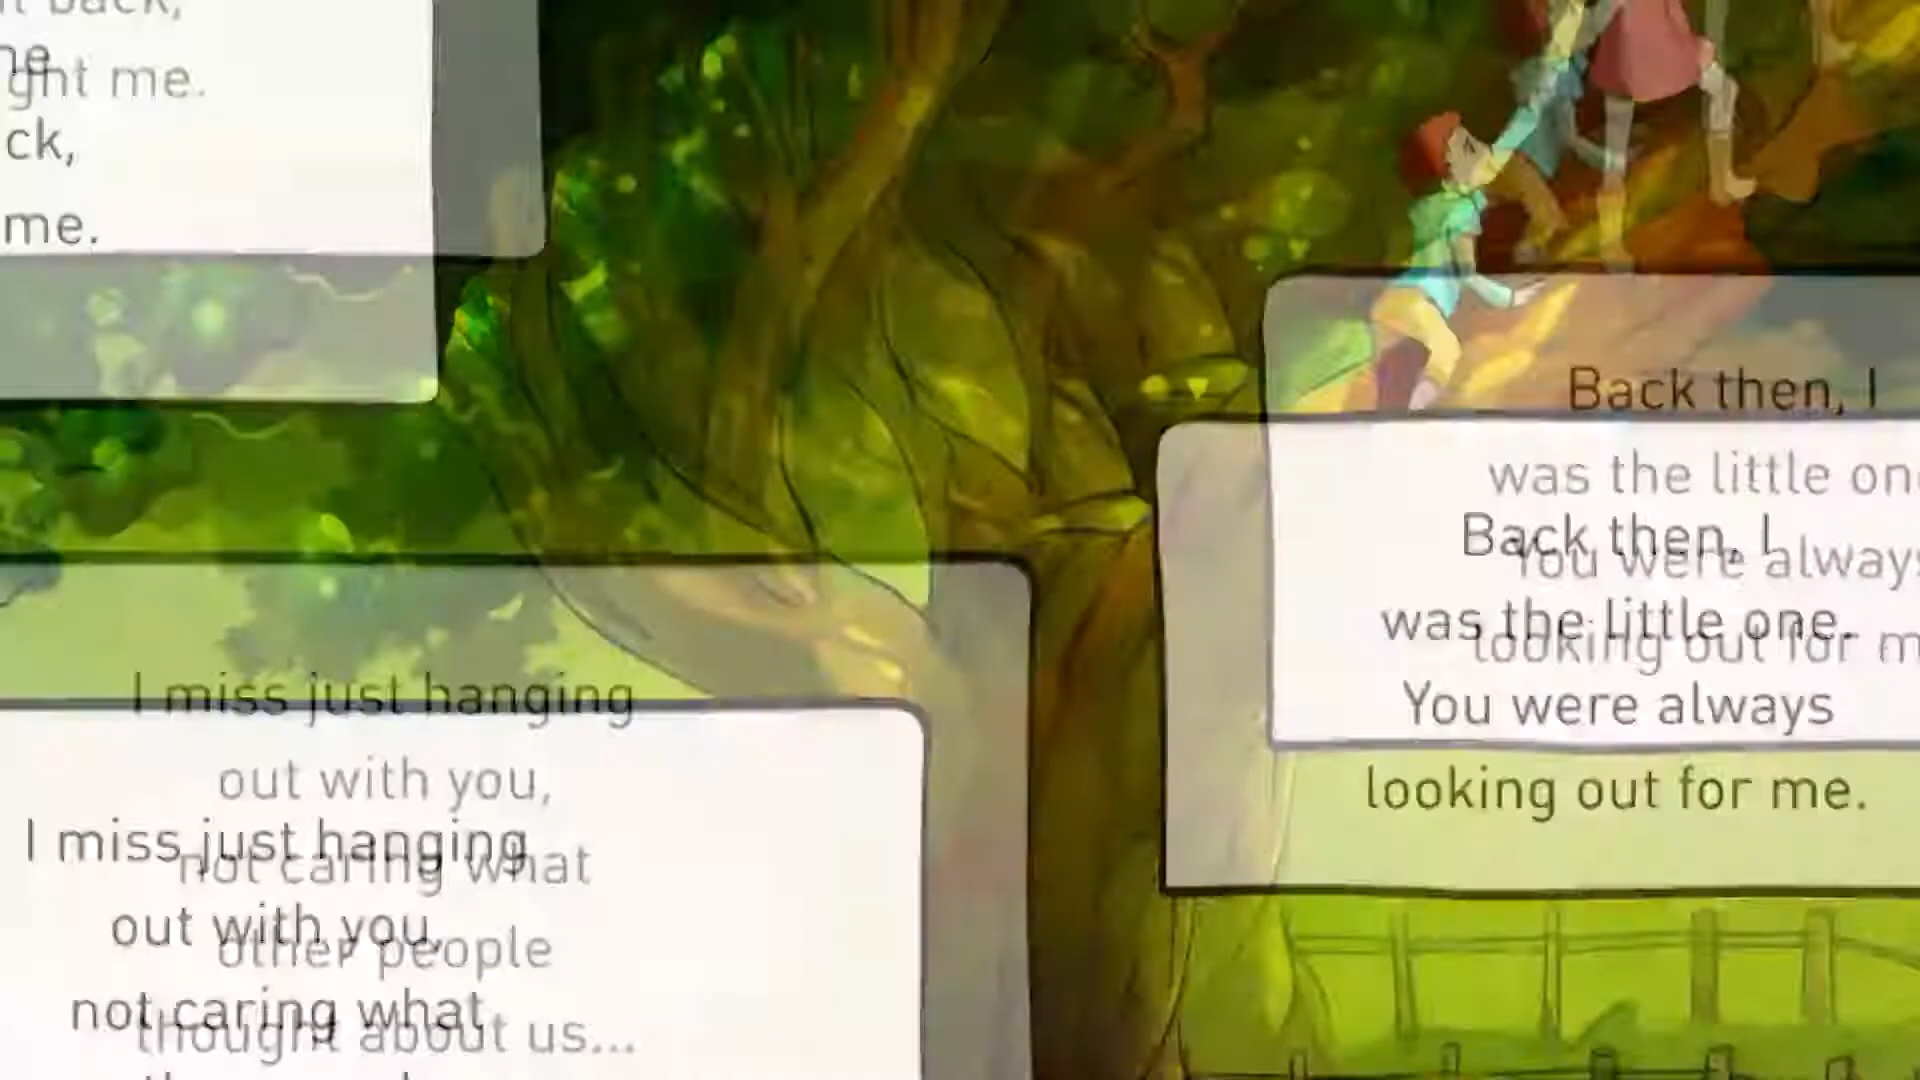 back,
me
ght me.
ck,
me.
Back then, I
was the little one
You were always
looking out for m
Back then, I
was the little one.
You were always
looking out for me.
I miss just hanging
out with you,
not caring what
other people
thought about us...
I miss just hanging
out with you,
not caring what